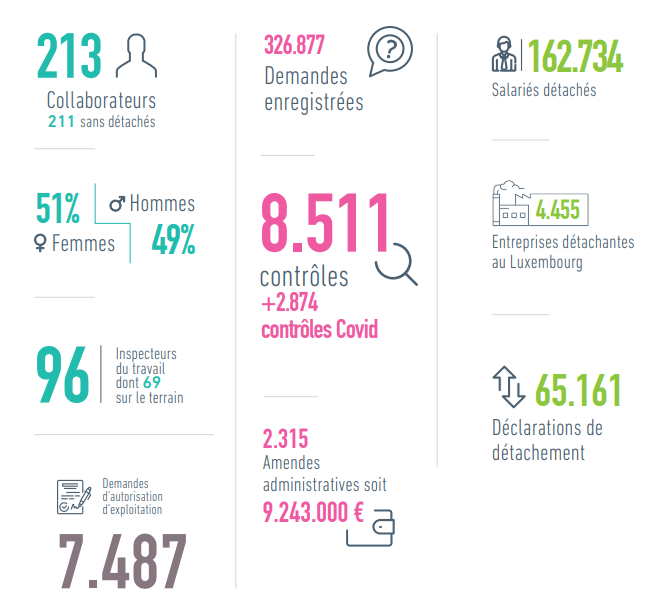 213
Collaborateurs
211 sans détachés
51%
Hommes
Femmes
49%
96
Inspecteurs
du travail
dont 69
sur le terrain
Demandes
d'autorisation
d'exploitation
7.487
326.877
?
Demandes
enregistrées
8.511
contrôles
+2.874
contrôles Covid
2.315
Amendes
administratives soit
9.243.000 €
162.734
Salariés détachés
4.455
Entreprises détachantes
au Luxembourg
65.161
Déclarations de
détachement